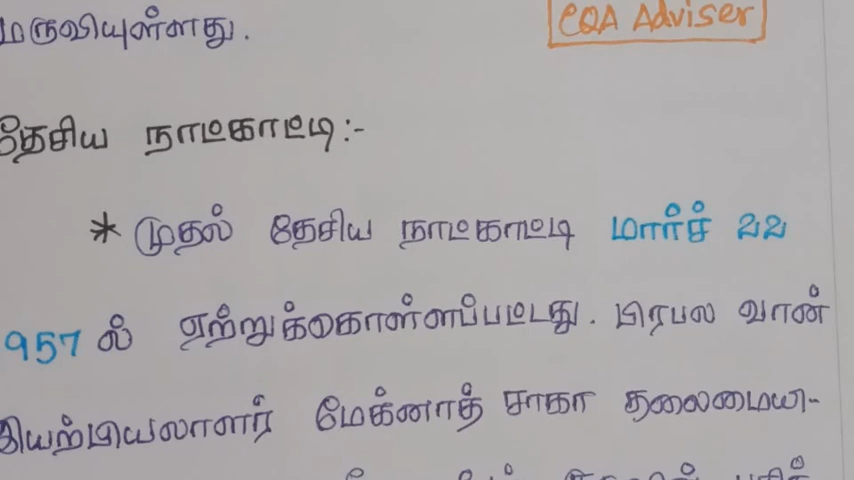 மருவியுள்ளது.
CQA Adviser
தேசிய நாட்காட்டி:-
* முதல் தேசிய நாட்காட்டி மார்ச் 22
957 ல் ஏற்றுக்கொள்ளப்பட்டது. பிரபல வான்
இயற்பியலாளர் மேக்னாத் சாகா தலைமையி-